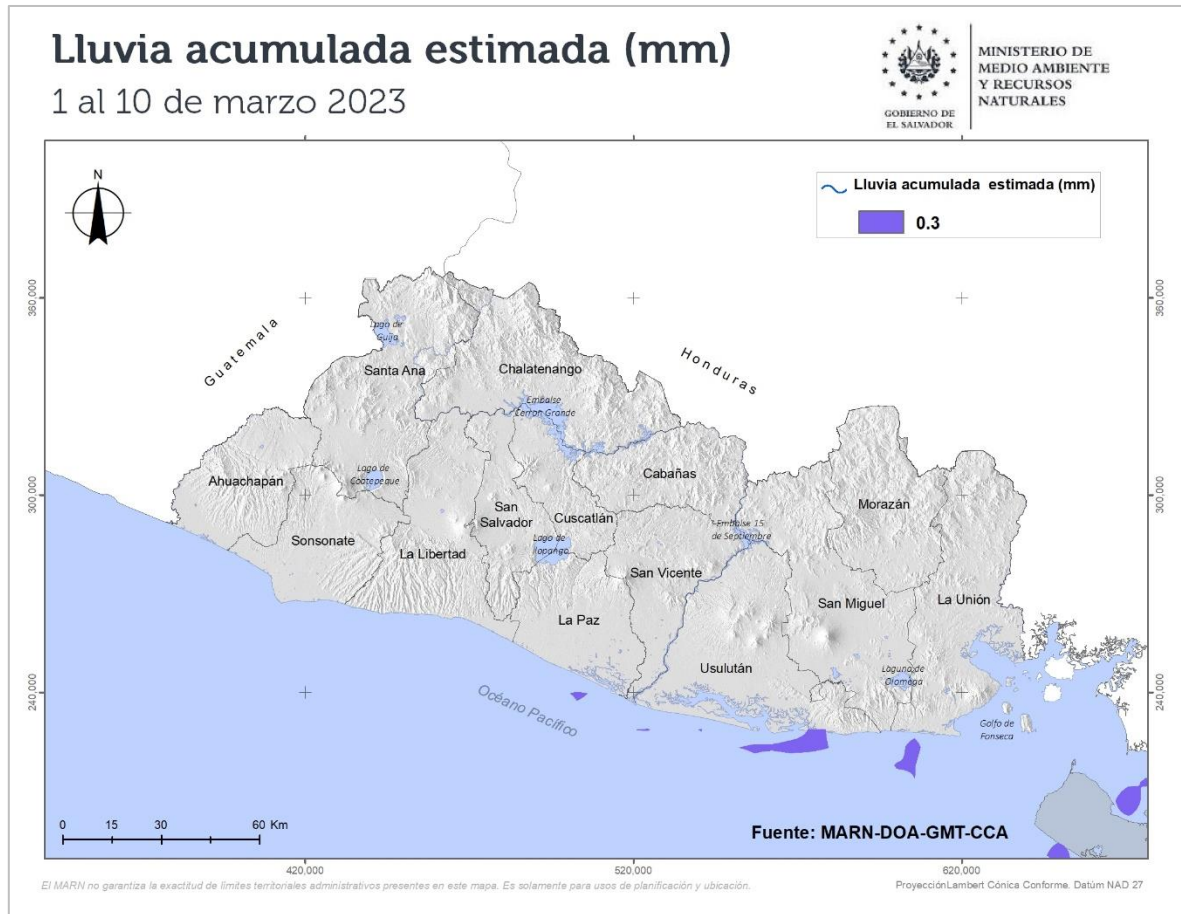 Lluvia acumulada estimada (mm)
1 al 10 de marzo 2023
GOBIERNO DE
EL SALVADOR
MINISTERIO DE
MEDIO AMBIENTE
Y RECURSOS
NATURALES
N
Lluvia acumulada estimada (mm)
0.3
360,000
360,000
300,000
300,000
240,000
240,000
Guatemala
Honduras
Lago de
Guija
Santa Ana
Chalatenango
Embalse
Cerron Grande
Cabañas
Ahuachapán
Lago de
Coatepeque
San
Salvador
Cuscatlán
Morazán
Embalse 15
de Septiembre
Sonsonate
La Libertad
Lago de
Ilopango
San Vicente
San Miguel
La Unión
La Paz
Usulután
Laguna de
Olomega
Océano Pacífico
Golfo de
Fonseca
0 15 30 60 Km
Fuente: MARN-DOA-GMT-CCA
420,000
520,000
620,000
El MARN no garantiza la exactitud de limites territoriales administrativos presentes en este mapa. Es solamente para usos de planificación y ubicación.
ProyecciónLambert Cónica Conforme. Datúm NAD 27